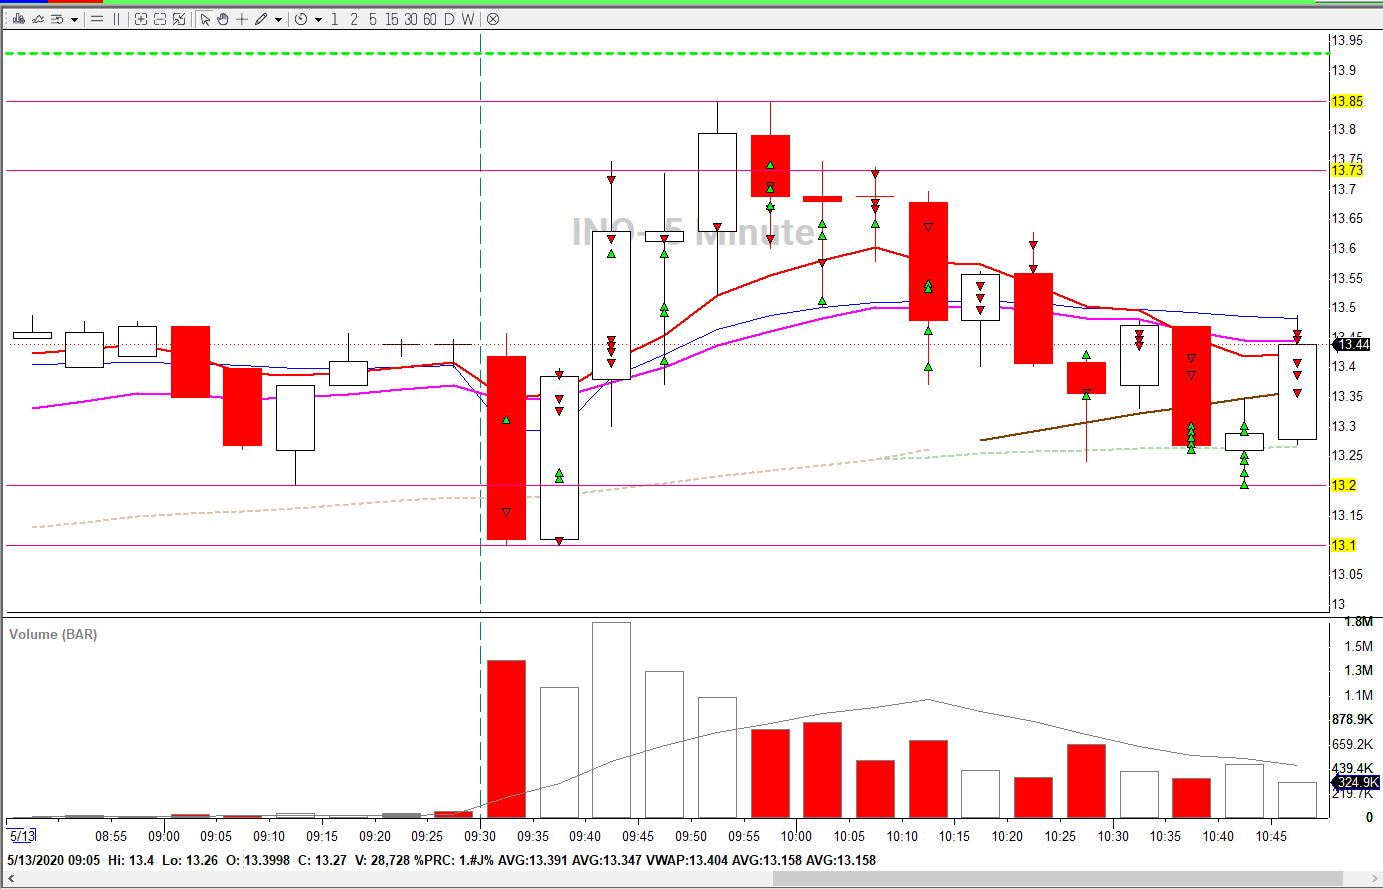 1 2 5 15 30 60 D W
13.95
13.9
13.85
13.8
13.75
13.73
13.7
13.65
INO - 5 Minute
13.6
13.55
13.5
13.45
13.44
13.4
13.35
13.3
13.25
13.2
13.15
13.1
13.05
13
Volume (BAR)
1.8M
1.5M
1.3M
1.1M
878.9K
659.2K
439.4K
324.9K
219.7K
0
5/13 08:55 09:00 09:05 09:10 09:15 09:20 09:25 09:30 09:35 09:40 09:45 09:50 09:55 10:00 10:05 10:10 10:15 10:20 10:25 10:30 10:35 10:40 10:45
5/13/2020 09:05 Hi: 13.4 Lo: 13.26 O: 13.3998 C: 13.27 V: 28,728 %PRC: 1.#J% AVG:13.391 AVG:13.347 VWAP:13.404 AVG:13.158 AVG:13.158